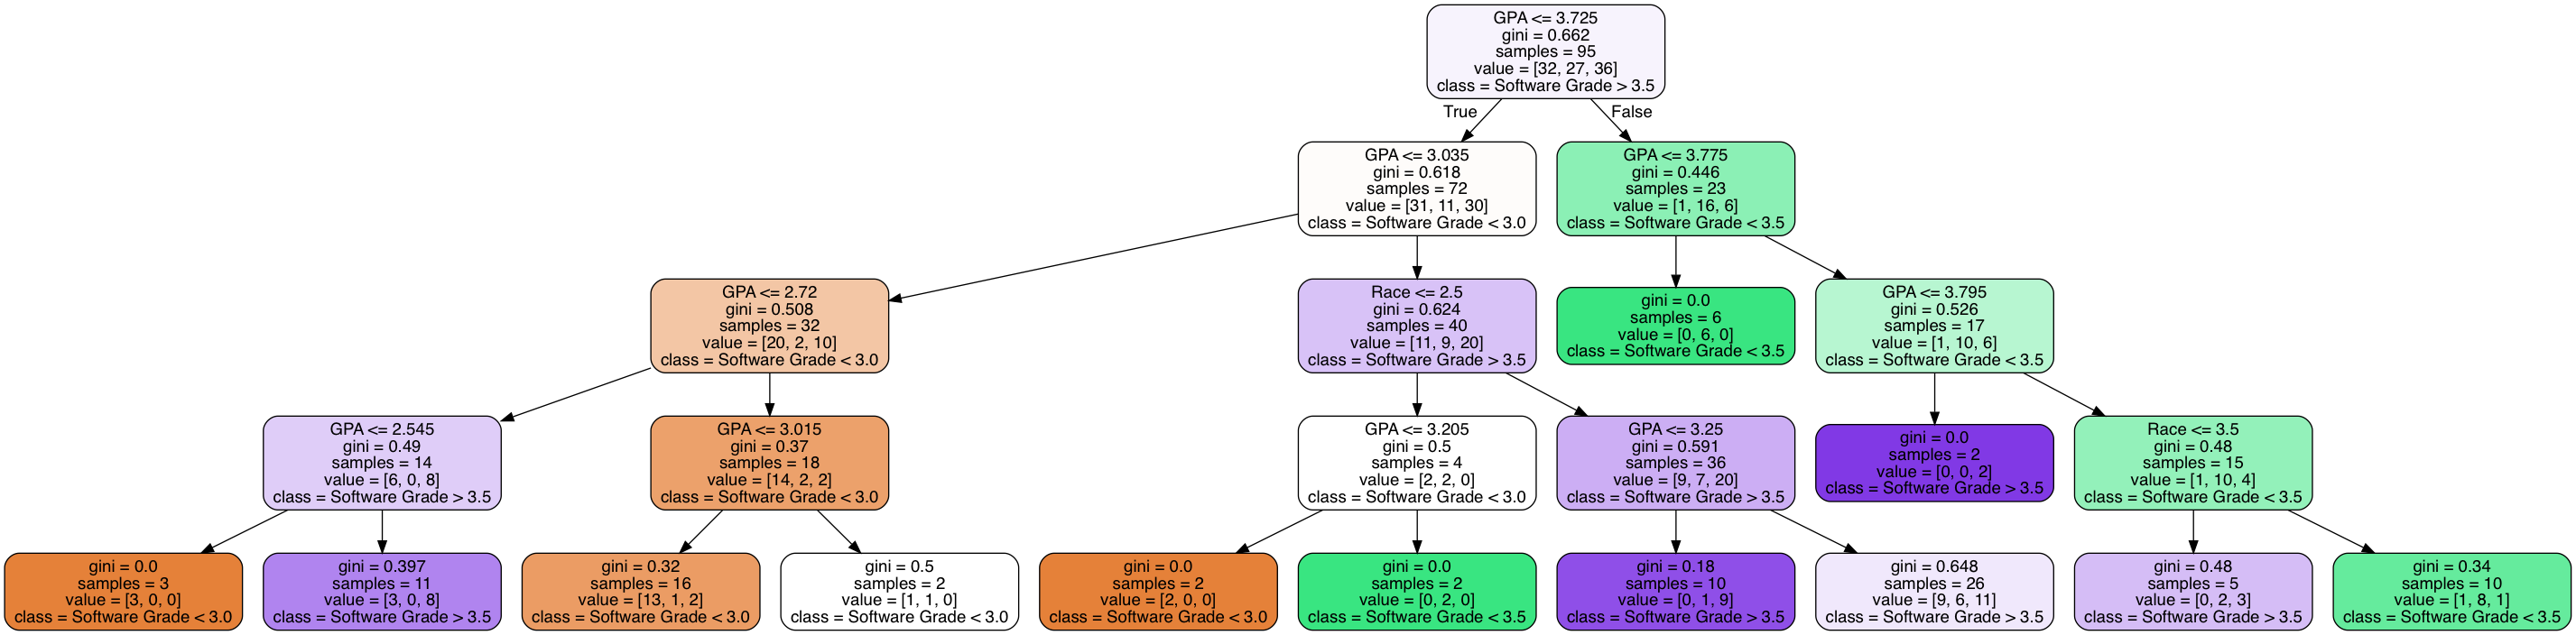 GPA <= 3.725
gini = 0.662
samples = 95
value = [32, 27, 36]
class = Software Grade > 3.5
True
False
GPA <= 3.035
gini = 0.618
samples = 72
value = [31, 11, 30]
class = Software Grade < 3.0
GPA <= 3.775
gini = 0.446
samples = 23
value = [1, 16, 6]
class = Software Grade < 3.5
GPA <= 2.72
gini = 0.508
samples = 32
value = [20, 2, 10]
class = Software Grade < 3.0
Race <= 2.5
gini = 0.624
samples = 40
value = [11, 9, 20]
class = Software Grade > 3.5
gini = 0.0
samples = 6
value = [0, 6, 0]
class = Software Grade < 3.5
GPA <= 3.795
gini = 0.526
samples = 17
value = [1, 10, 6]
class = Software Grade < 3.5
GPA <= 2.545
gini = 0.49
samples = 14
value = [6, 0, 8]
class = Software Grade > 3.5
GPA <= 3.015
gini = 0.37
samples = 18
value = [14, 2, 2]
class = Software Grade < 3.0
GPA <= 3.205
gini = 0.5
samples = 4
value = [2, 2, 0]
class = Software Grade < 3.0
GPA <= 3.25
gini = 0.591
samples = 36
value = [9, 7, 20]
class = Software Grade > 3.5
gini = 0.0
samples = 2
value = [0, 0, 2]
class = Software Grade > 3.5
Race <= 3.5
gini = 0.48
samples = 15
value = [1, 10, 4]
class = Software Grade < 3.5
gini = 0.0
samples = 3
value = [3, 0, 0]
class = Software Grade < 3.0
gini = 0.397
samples = 11
value = [3, 0, 8]
class = Software Grade > 3.5
gini = 0.32
samples = 16
value = [13, 1, 2]
class = Software Grade < 3.0
gini = 0.5
samples = 2
value = [1, 1, 0]
class = Software Grade < 3.0
gini = 0.0
samples = 2
value = [2, 0, 0]
class = Software Grade < 3.0
gini = 0.0
samples = 2
value = [0, 2, 0]
class = Software Grade < 3.5
gini = 0.18
samples = 10
value = [0, 1, 9]
class = Software Grade > 3.5
gini = 0.648
samples = 26
value = [9, 6, 11]
class = Software Grade > 3.5
gini = 0.48
samples = 5
value = [0, 2, 3]
class = Software Grade > 3.5
gini = 0.34
samples = 10
value = [1, 8, 1]
class = Software Grade < 3.5